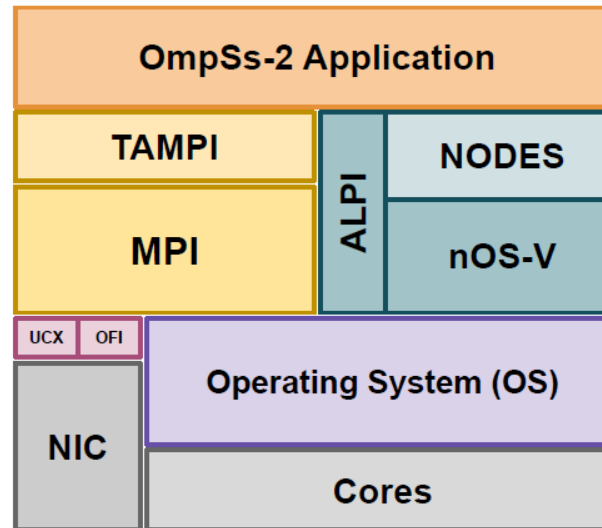 OmpSs-2 Application
TAMPI
ALPI
NODES
MPI
nOS-V
UCX
OFI
Operating System (OS)
NIC
Cores